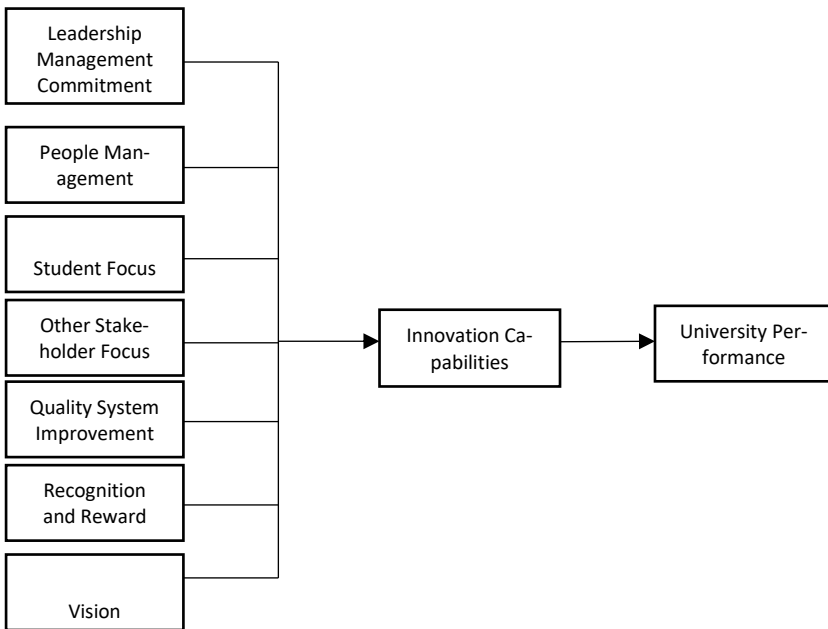 Leadership
Management
Commitment
People Man-
agement
Student Focus
Other Stake-
holder Focus
Quality System
Improvement
Recognition
and Reward
Vision
Innovation Ca-
pabilities
University Per-
formance